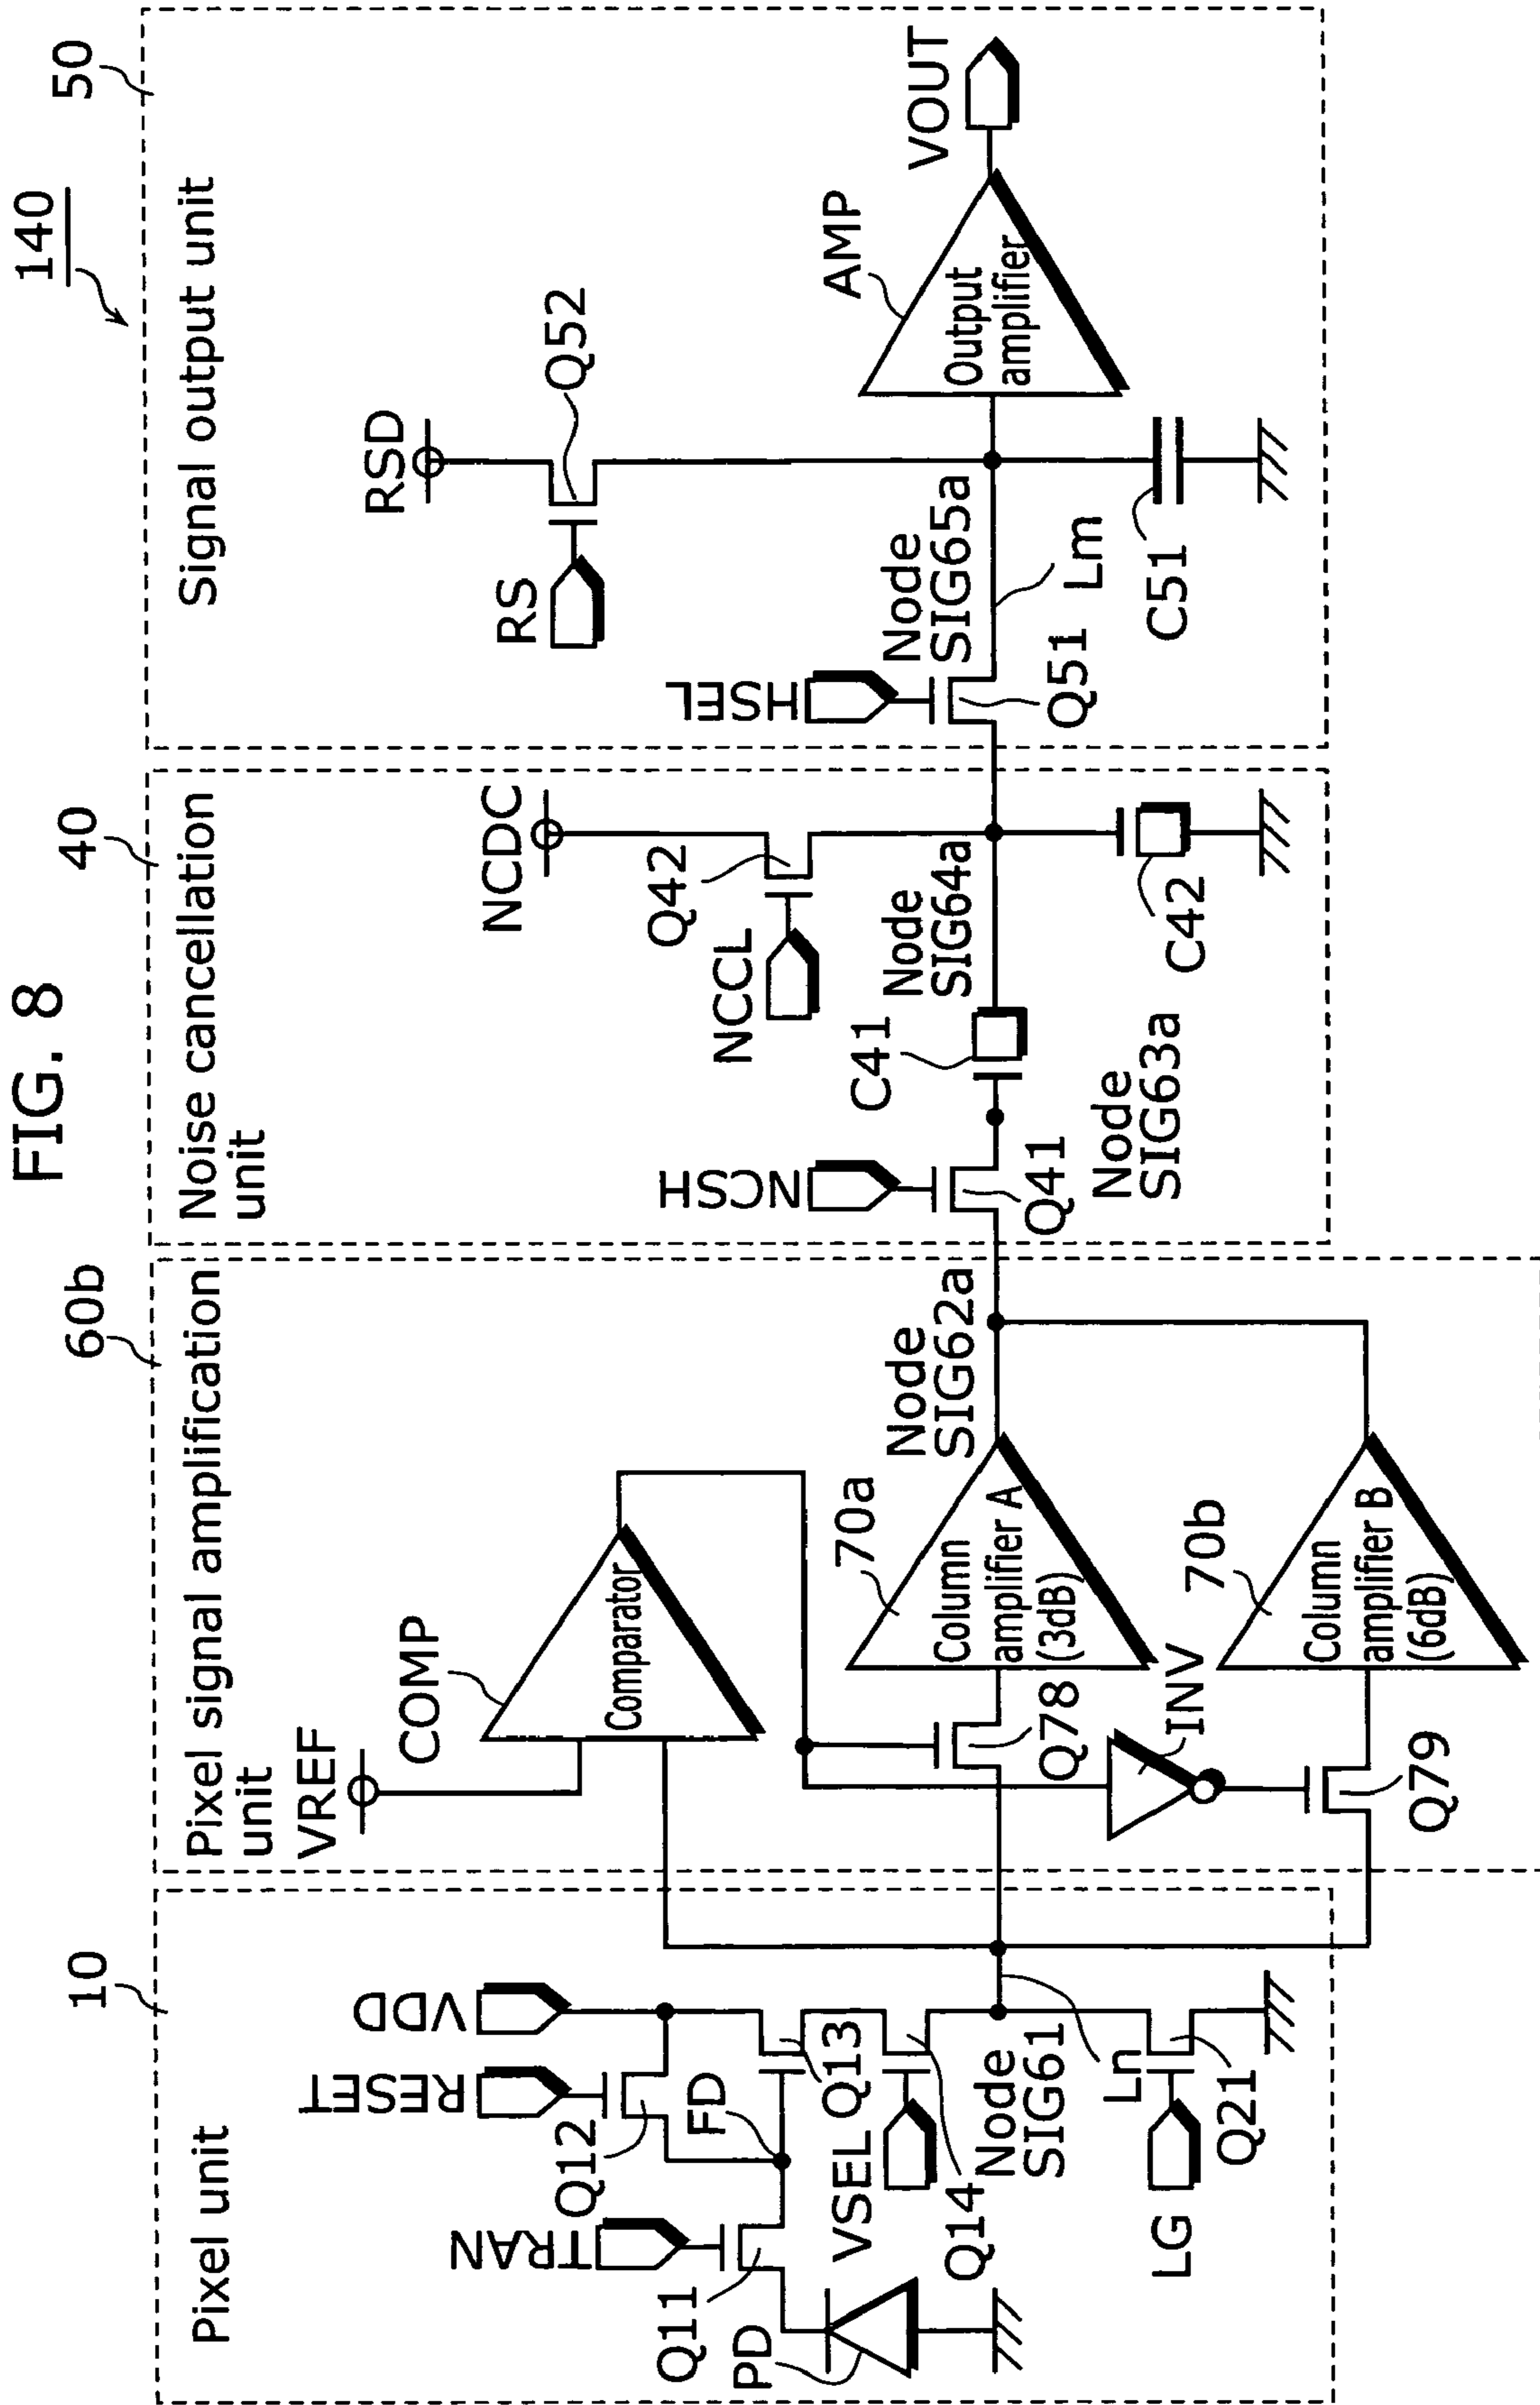 FIG. 8
140
10
60b
40
50
Pixel unit
Pixel signal amplification
unit
Noise cancellation
unit
Signal output unit
VDD
RESET
TRAN
Q12
FD
Q11
PD
Q13
VSEL
Q14
Node
SIG61
Ln
LG
Q21
VREF
COMP
Comparator
70a
Column
amplifier A
(3dB)
Q78
INV
70b
Column
amplifier B
(6dB)
Q79
Node
SIG62a
NCDC
Q42
NCCL
NCSH
Q41
C41
Node
SIG63a
Node
SIG64a
C42
RSD
RS
Q52
HSEL
Q51
Node
SIG65a
Lm
C51
AMP
Output
amplifier
VOUT